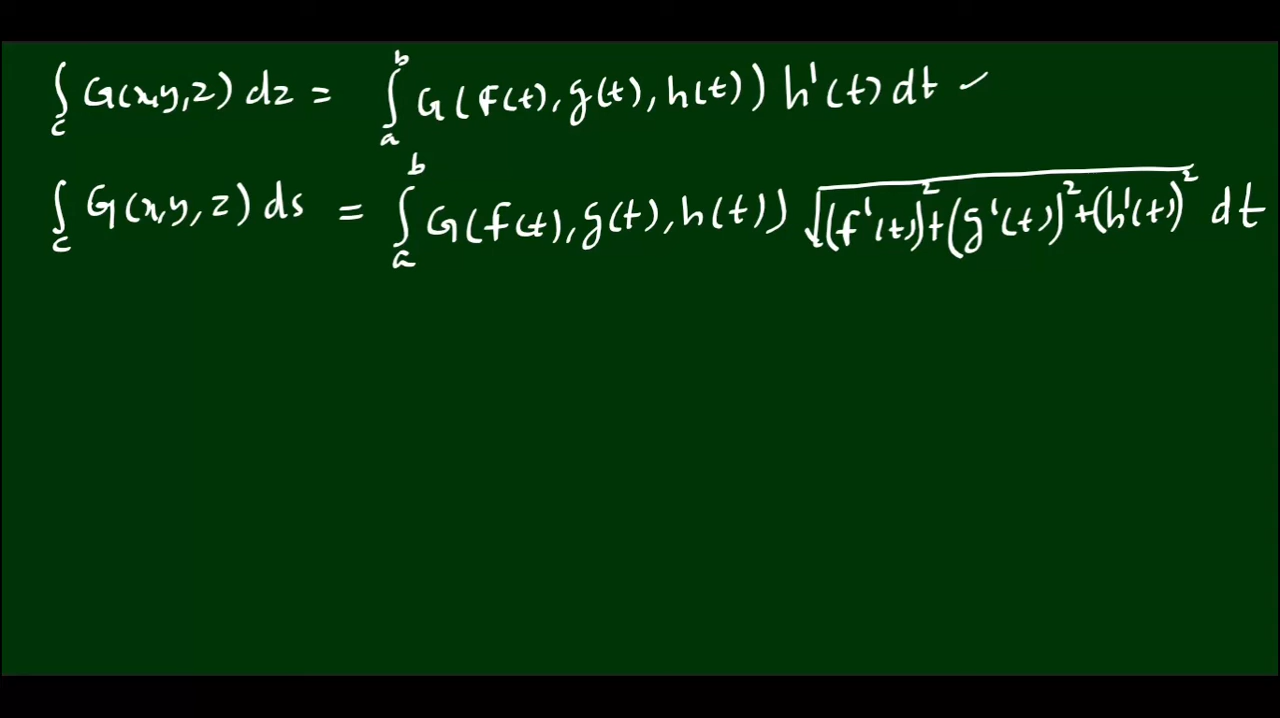 ∫_c G(x,y,z) dz = ∫_a^b G(f(t), g(t), h(t)) h'(t) dt ✓
∫_c G(x,y,z) ds = ∫_a^b G(f(t), g(t), h(t)) √((f'(t))²+(g'(t))²+(h'(t))²) dt